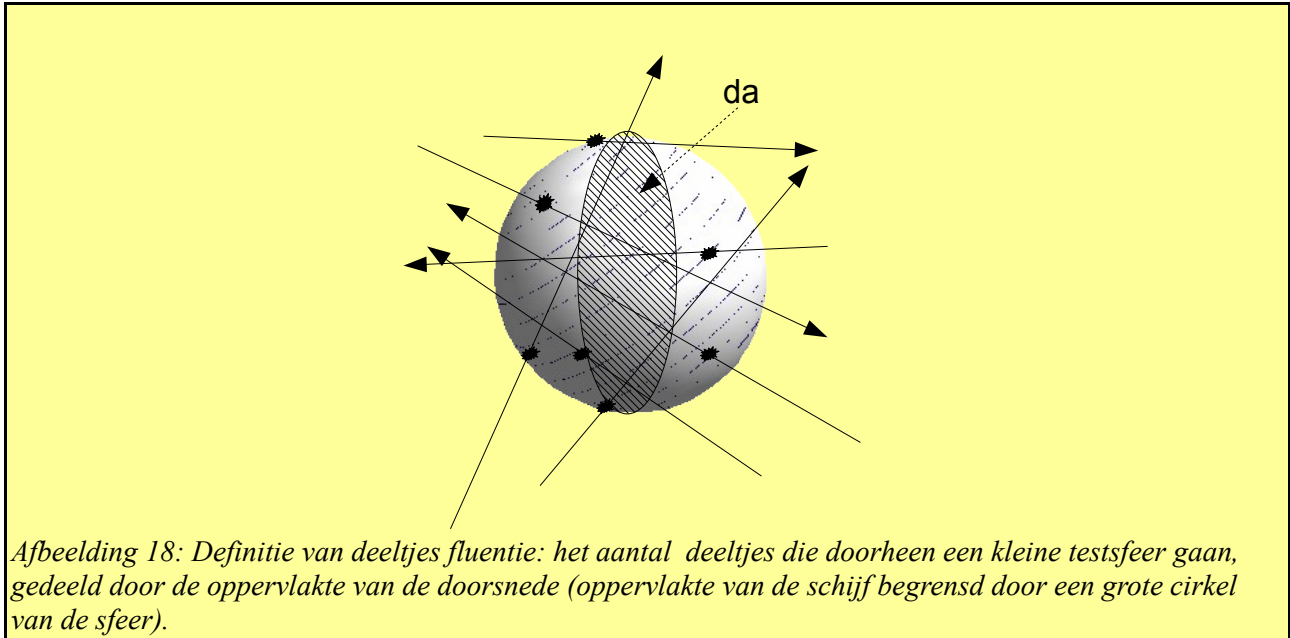 da
Afbeelding 18: Definitie van deeltjes fluentie: het aantal deeltjes die doorheen een kleine testsfeer gaan,
gedeeld door de oppervlakte van de doorsnede (oppervlakte van de schijf begrensd door een grote cirkel
van de sfeer).